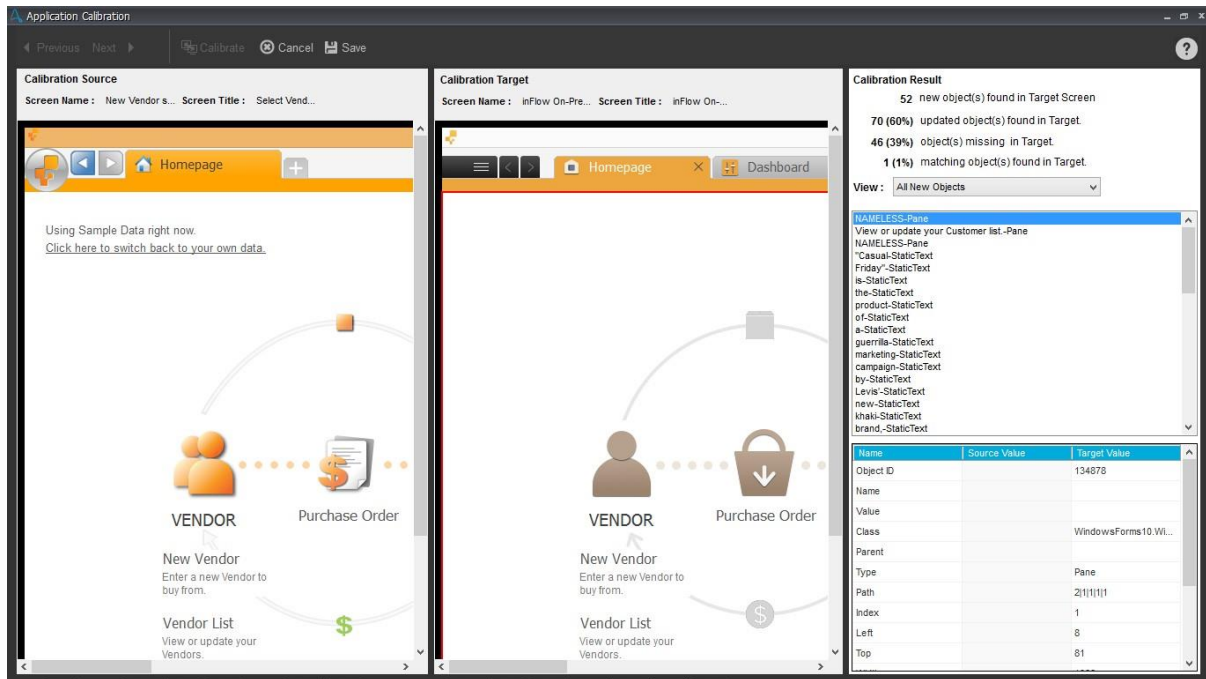 Application Calibration
Previous Next Calibrate Cancel Save ?
Calibration Source
Screen Name : New Vendor s... Screen Title : Select Vend...
Homepage
Using Sample Data right now.
Click here to switch back to your own data.
VENDOR
Purchase Order
New Vendor
Enter a new Vendor to
buy from.
Vendor List
View or update your
Vendors.
Calibration Target
Screen Name : inFlow On-Pre... Screen Title : inFlow On-...
Homepage Dashboard
VENDOR
Purchase Order
New Vendor
Enter a new Vendor to
buy from.
Vendor List
View or update your
Vendors.
Calibration Result
52 new object(s) found in Target Screen
70 (60%) updated object(s) found in Target.
46 (39%) object(s) missing in Target.
1 (1%) matching object(s) found in Target.
View : All New Objects
NAMELESS-Pane
View or update your Customer list.-Pane
NAMELESS-Pane
"Casual-StaticText
Friday"-StaticText
is-StaticText
the-StaticText
product-StaticText
of-StaticText
a-StaticText
guerrilla-StaticText
marketing-StaticText
campaign-StaticText
by-StaticText
Levis'-StaticText
new-StaticText
khaki-StaticText
brand,-StaticText
Name Source Value Target Value
Object ID 134878
Name
Value
Class WindowsForms10.Wi...
Parent
Type Pane
Path 2|1|1|1|1
Index 1
Left 8
Top 81